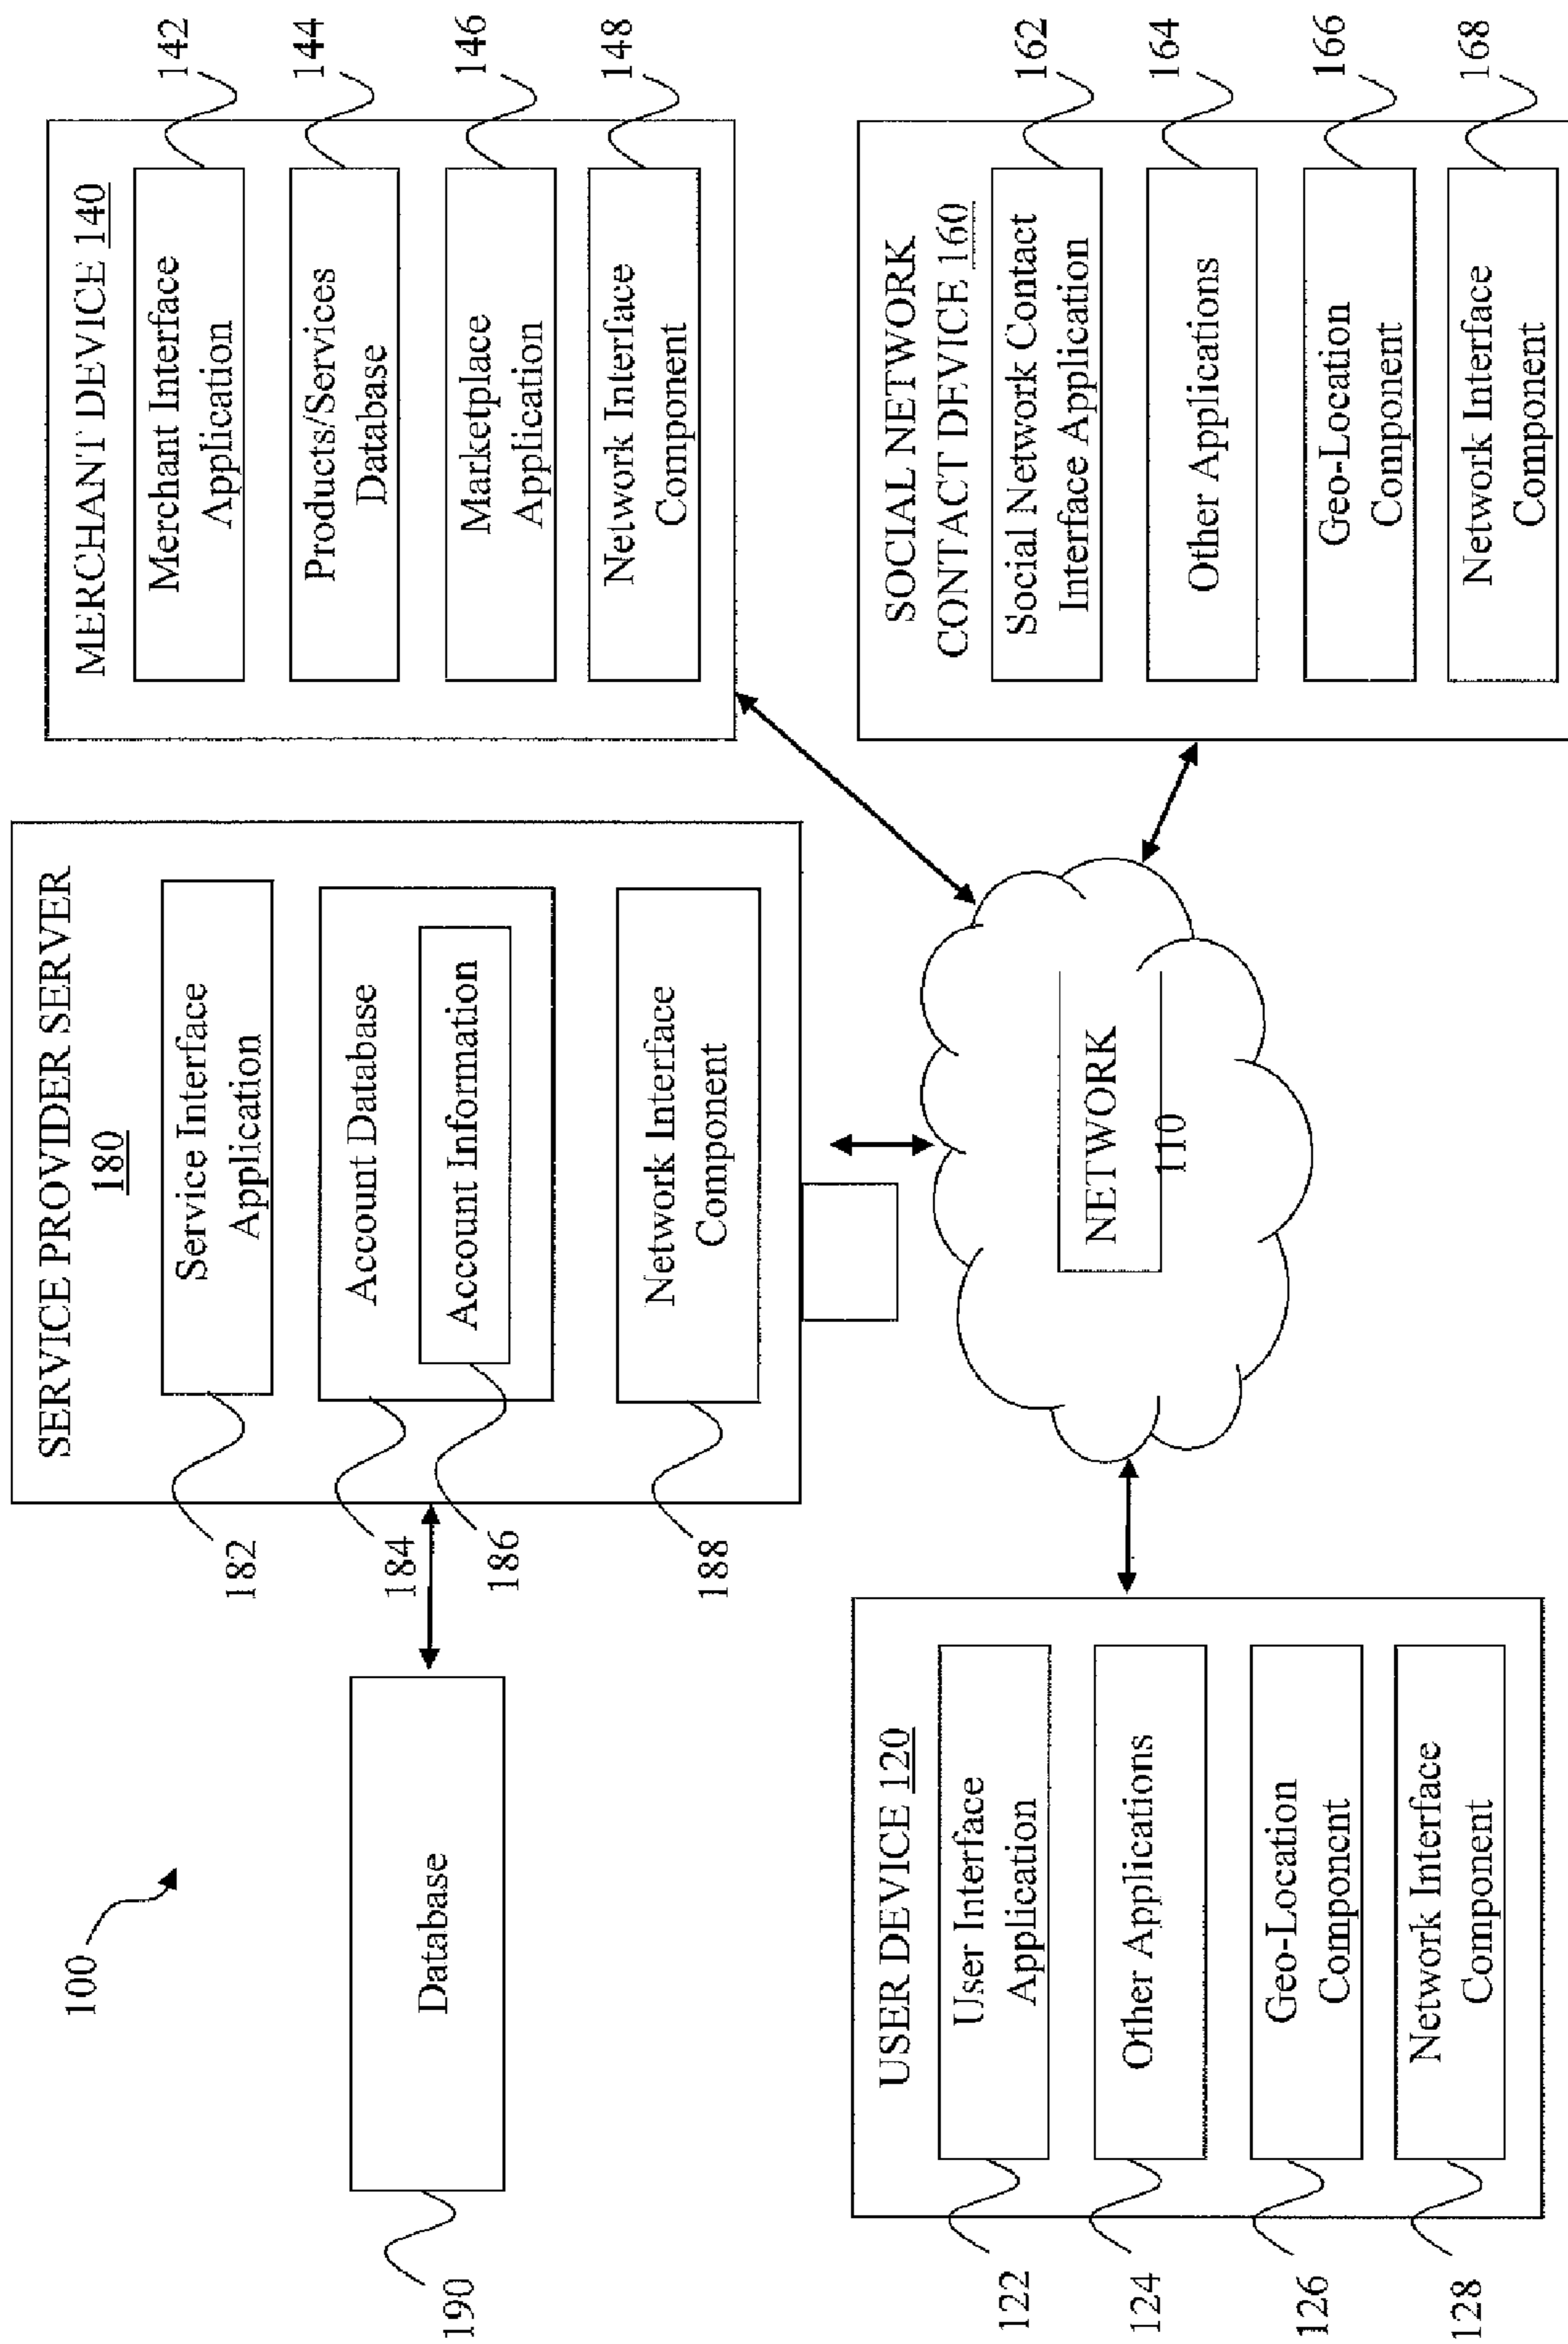 100
SERVICE PROVIDER SERVER
180
Service Interface
Application
Account Database
Account Information
Network Interface
Component
182
184
186
188
Database
190
MERCHANT DEVICE 140
Merchant Interface
Application
Products/Services
Database
Marketplace
Application
Network Interface
Component
142
144
146
148
USER DEVICE 120
User Interface
Application
Other Applications
Geo-Location
Component
Network Interface
Component
122
124
126
128
NETWORK
110
SOCIAL NETWORK
CONTACT DEVICE 160
Social Network Contact
Interface Application
Other Applications
Geo-Location
Component
Network Interface
Component
162
164
166
168